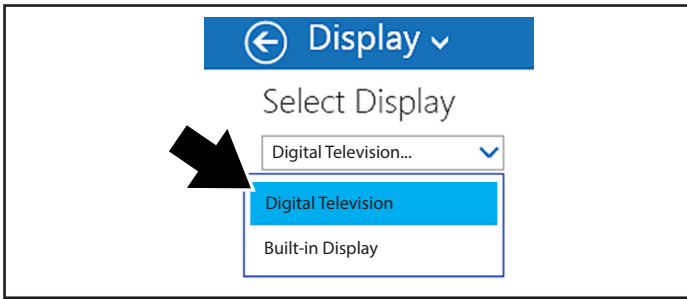 Display
Select Display
Digital Television...
Digital Television
Built-in Display